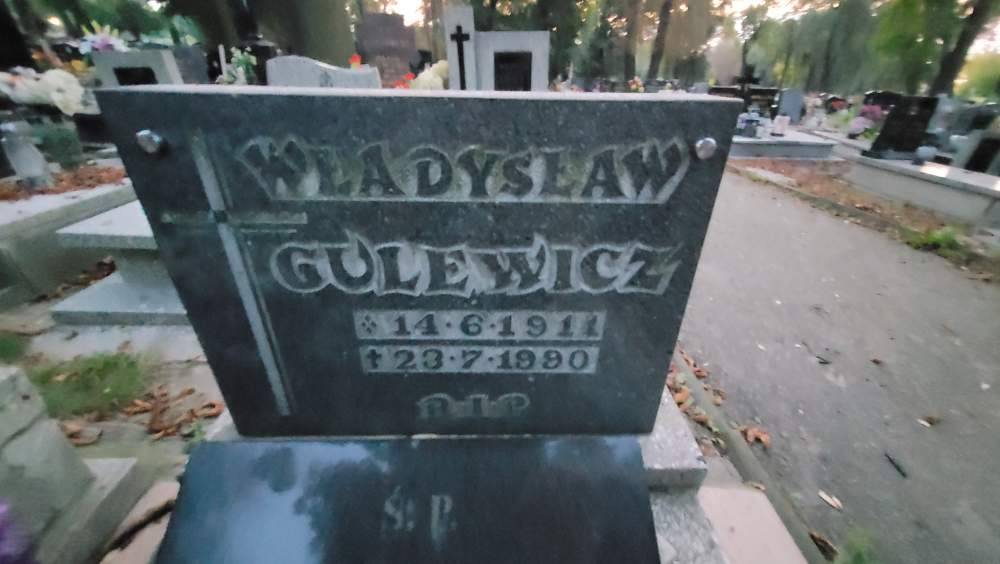 WŁADYSŁAW
GULEWICZ
14·6·1911
✝23·7·1990
R.I.P
Ś. P.